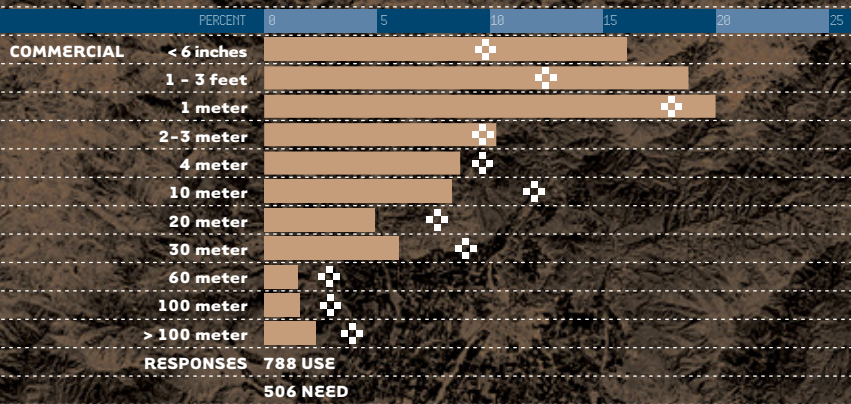 PERCENT 0 5 10 15 20 25
COMMERCIAL < 6 inches
1 - 3 feet
1 meter
2-3 meter
4 meter
10 meter
20 meter
30 meter
60 meter
100 meter
> 100 meter
RESPONSES 788 USE
506 NEED